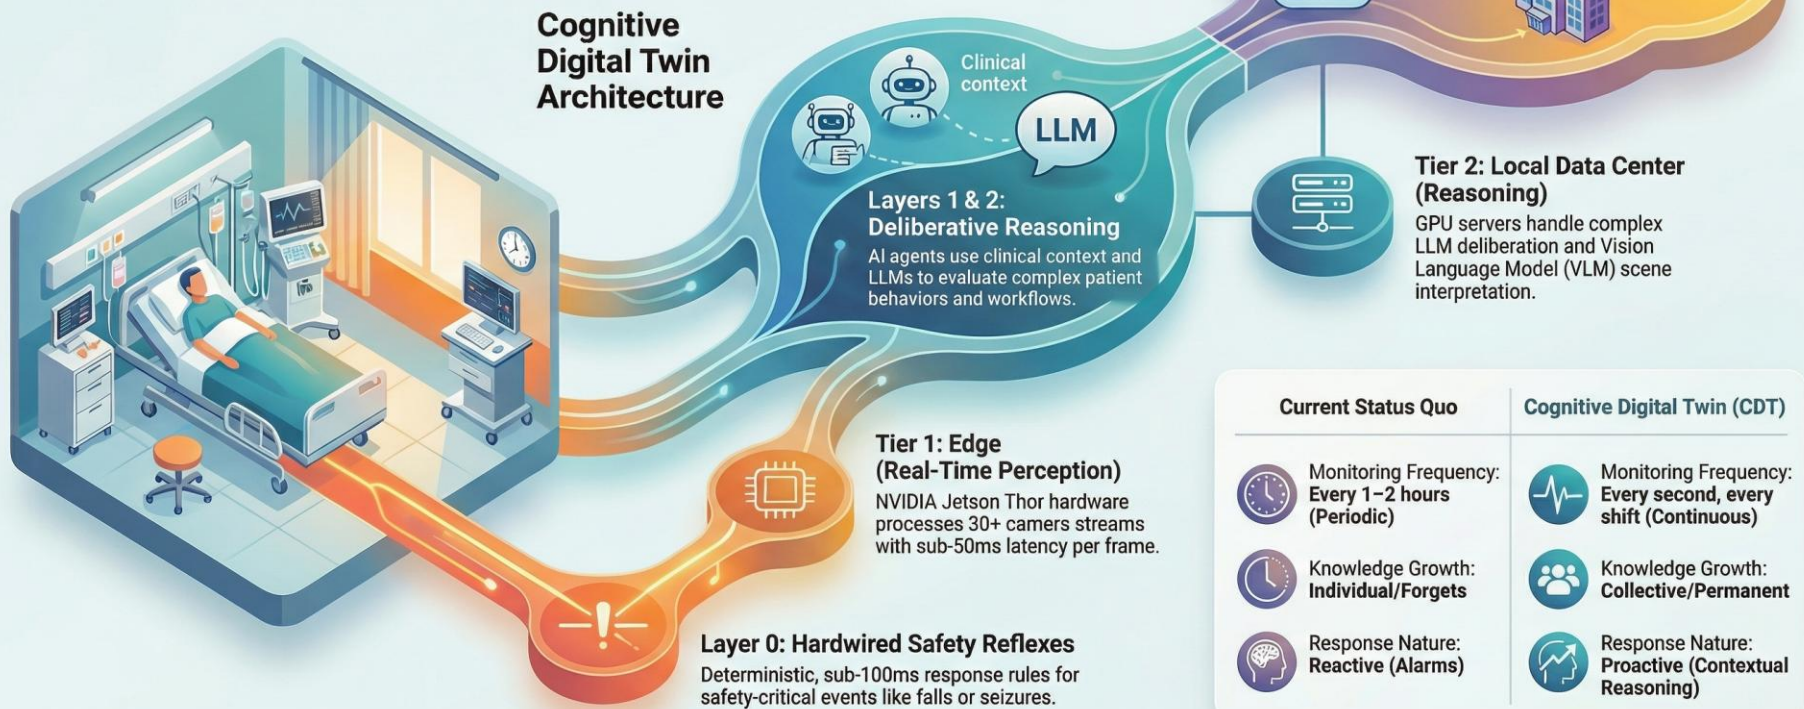 Cognitive
Digital Twin
Architecture
Clinical
context
LLM
Layers 1 & 2:
Deliberative Reasoning
AI agents use clinical context and
LLMs to evaluate complex patient
behaviors and workflows.
Tier 2: Local Data Center
(Reasoning)
GPU servers handle complex
LLM deliberation and Vision
Language Model (VLM) scene
interpretation.
Tier 1: Edge
(Real-Time Perception)
NVIDIA Jetson Thor hardware
processes 30+ camers streams
with sub-50ms latency per frame.
Layer 0: Hardwired Safety Reflexes
Deterministic, sub-100ms response rules for
safety-critical events like falls or seizures.
Current Status Quo
Cognitive Digital Twin (CDT)
Monitoring Frequency:
Every 1–2 hours
(Periodic)
Monitoring Frequency:
Every second, every
shift (Continuous)
Knowledge Growth:
Individual/Forgets
Knowledge Growth:
Collective/Permanent
Response Nature:
Reactive (Alarms)
Response Nature:
Proactive (Contextual
Reasoning)